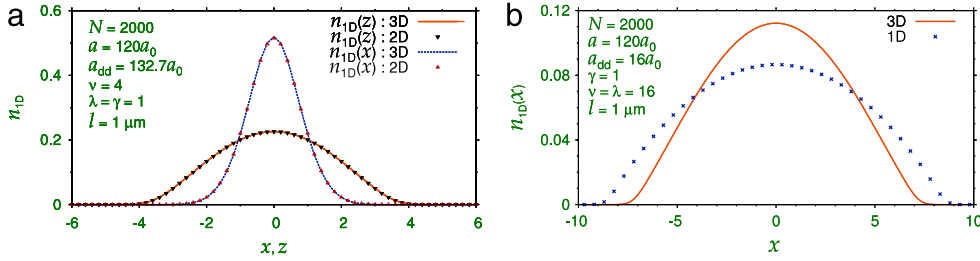 a
n1D(z) : 3D
n1D(z) : 2D
n1D(x) : 3D
n1D(x) : 2D
N = 2000
a = 120a0
add = 132.7a0
ν = 4
λ = γ = 1
l = 1 μm
0.6
0.4
0.2
0
n1D
-6 -4 -2 0 2 4 6
x, z
b
3D
1D
N = 2000
a = 120a0
add = 16a0
γ = 1
ν = λ = 16
l = 1 μm
0.12
0.08
0.04
0
n1D(x)
-10 -5 0 5 10
x